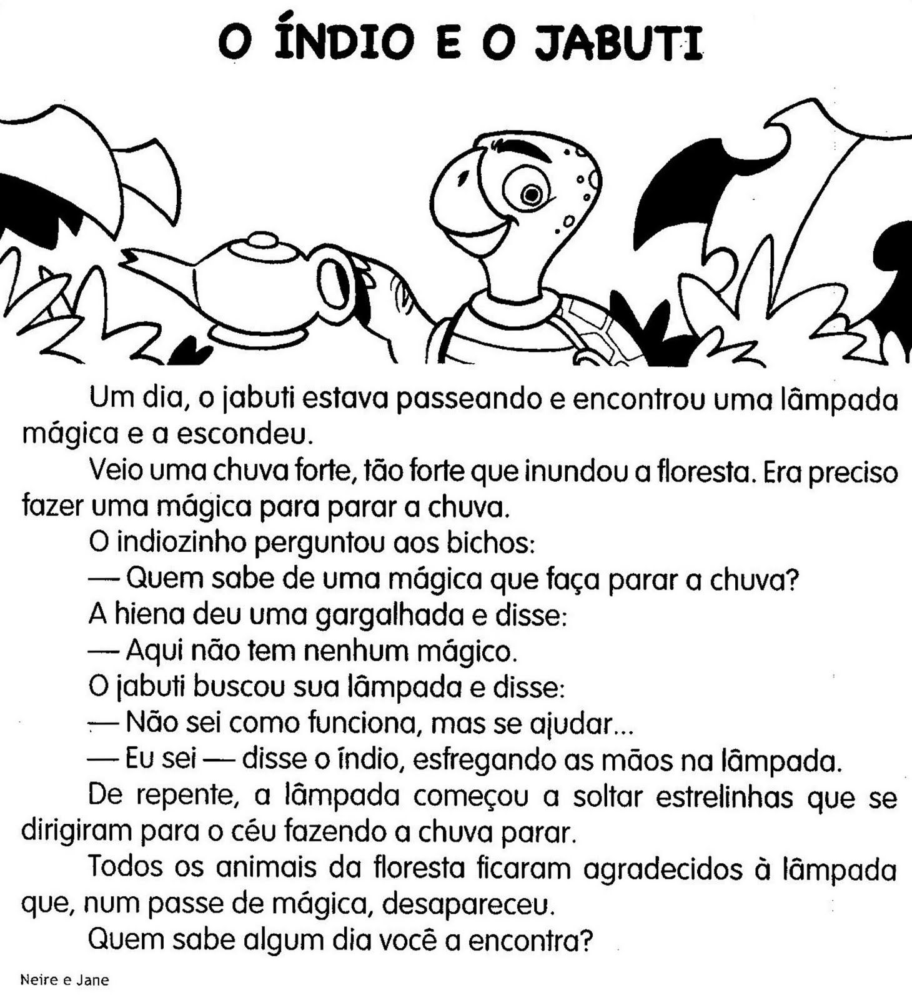 O ÍNDIO E O JABUTI
Um dia, o jabuti estava passeando e encontrou uma lâmpada
mágica e a escondeu.
Veio uma chuva forte, tão forte que inundou a floresta. Era preciso
fazer uma mágica para parar a chuva.
O indiozinho perguntou aos bichos:
— Quem sabe de uma mágica que faça parar a chuva?
A hiena deu uma gargalhada e disse:
— Aqui não tem nenhum mágico.
O jabuti buscou sua lâmpada e disse:
— Não sei como funciona, mas se ajudar...
— Eu sei — disse o índio, esfregando as mãos na lâmpada.
De repente, a lâmpada começou a soltar estrelinhas que se
dirigiram para o céu fazendo a chuva parar.
Todos os animais da floresta ficaram agradecidos à lâmpada
que, num passe de mágica, desapareceu.
Quem sabe algum dia você a encontra?
Neire e Jane